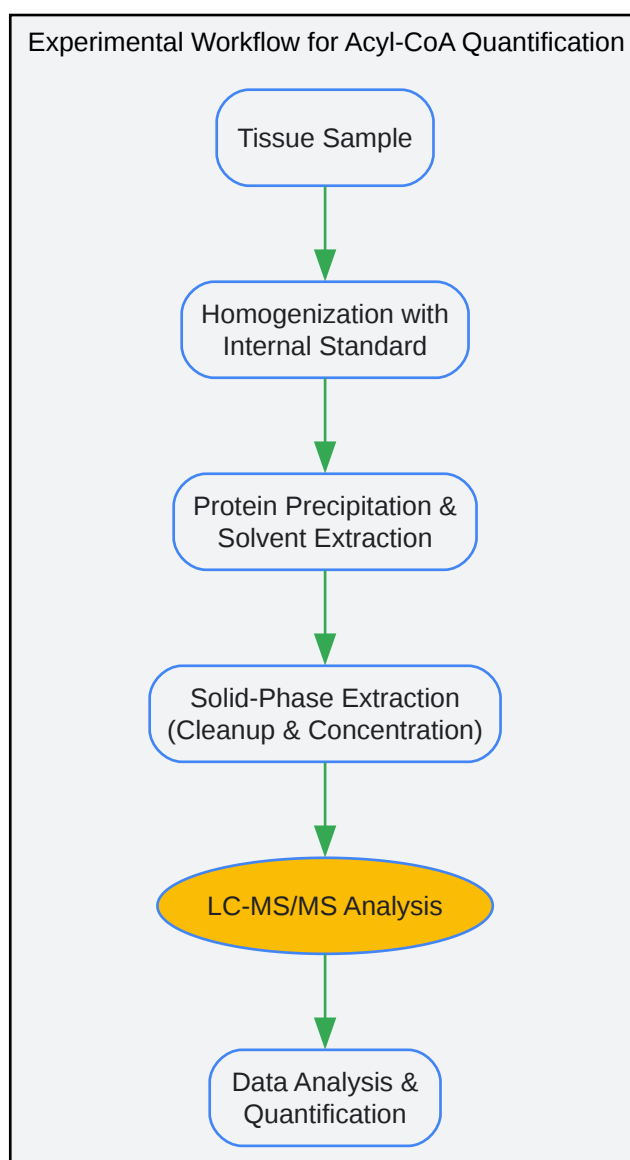 Experimental Workflow for Acyl-CoA Quantification
Tissue Sample
Homogenization with
Internal Standard
Protein Precipitation &
Solvent Extraction
Solid-Phase Extraction
(Cleanup & Concentration)
LC-MS/MS Analysis
Data Analysis &
Quantification